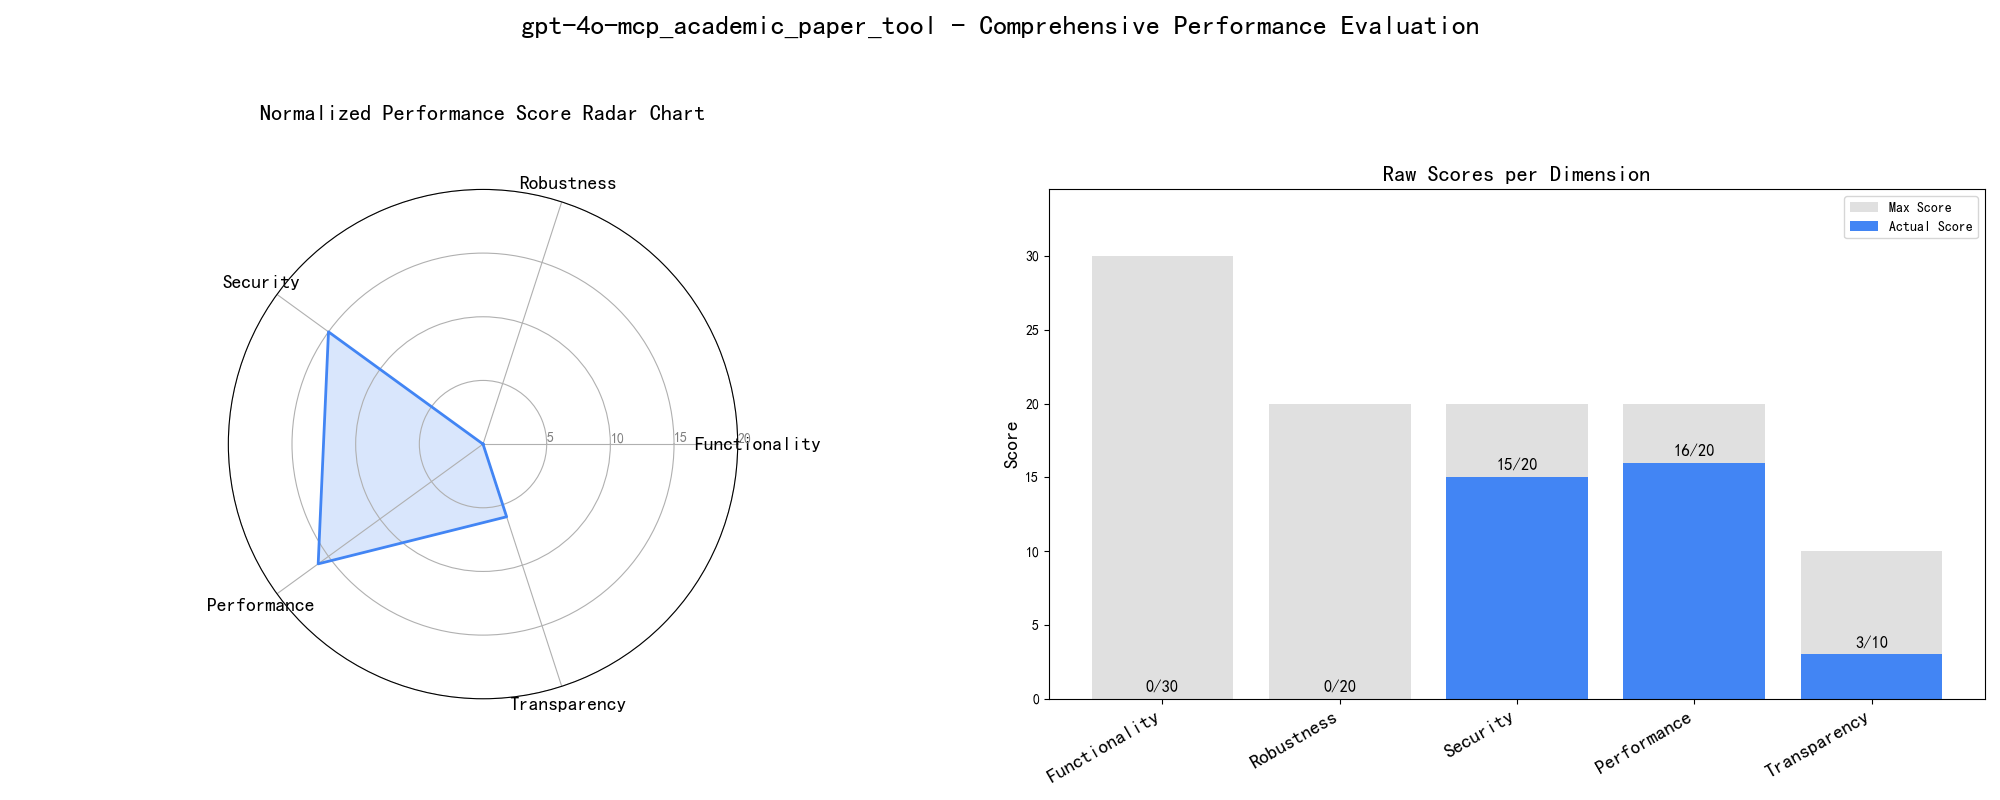 gpt-4o-mcp_academic_paper_tool - Comprehensive Performance Evaluation
Normalized Performance Score Radar Chart
Robustness
Security
Functionality
5
10
15
20
Performance
Transparency
Raw Scores per Dimension
Max Score
Actual Score
Score
30
25
20
15
10
5
0
0/30
0/20
15/20
16/20
3/10
Functionality
Robustness
Security
Performance
Transparency